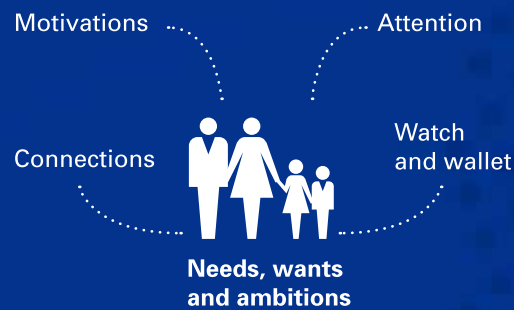 Motivations
Attention
Connections
Watch
and wallet
Needs, wants
and ambitions